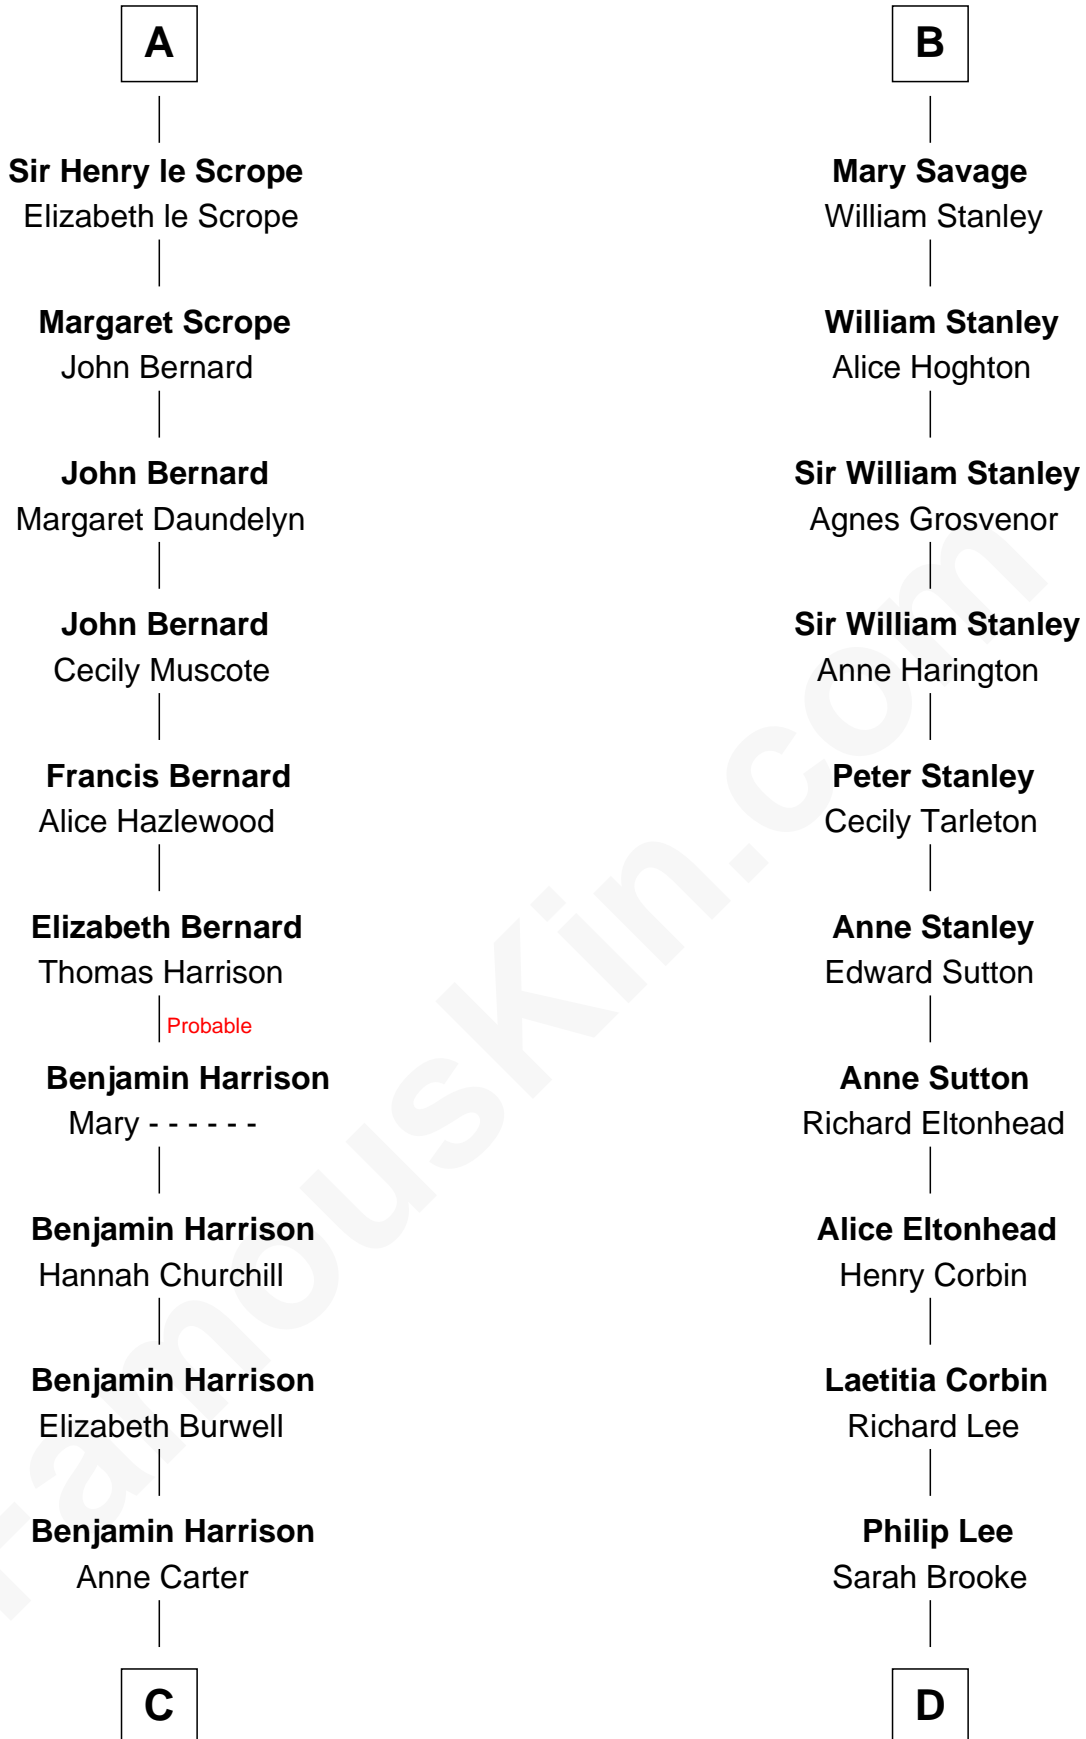 A
Sir Henry le Scrope
Elizabeth le Scrope
Margaret Scrope
John Bernard
John Bernard
Margaret Daundelyn
John Bernard
Cecily Muscote
Francis Bernard
Alice Hazlewood
Elizabeth Bernard
Thomas Harrison
Probable
Benjamin Harrison
Mary - - - - - -
Benjamin Harrison
Hannah Churchill
Benjamin Harrison
Elizabeth Burwell
Benjamin Harrison
Anne Carter
C
B
Mary Savage
William Stanley
William Stanley
Alice Hoghton
Sir William Stanley
Agnes Grosvenor
Sir William Stanley
Anne Harington
Peter Stanley
Cecily Tarleton
Anne Stanley
Edward Sutton
Anne Sutton
Richard Eltonhead
Alice Eltonhead
Henry Corbin
Laetitia Corbin
Richard Lee
Philip Lee
Sarah Brooke
D
FamousKin.com